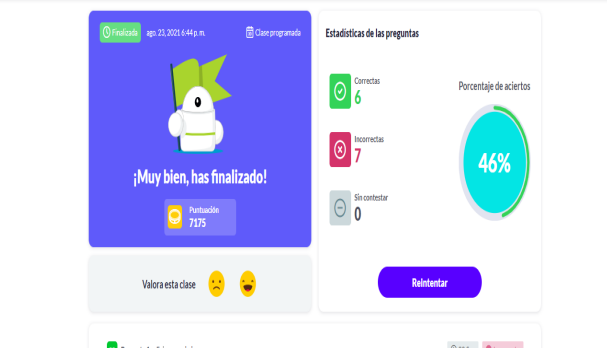 Finalizada
ago. 23, 2021 6:44 p. m.
Clase programada
¡Muy bien, has finalizado!
Puntuación
7175
Valora esta clase
Estadísticas de las preguntas
Correctas
6
Incorrectas
7
Sin contestar
0
Porcentaje de aciertos
46%
Reintentar